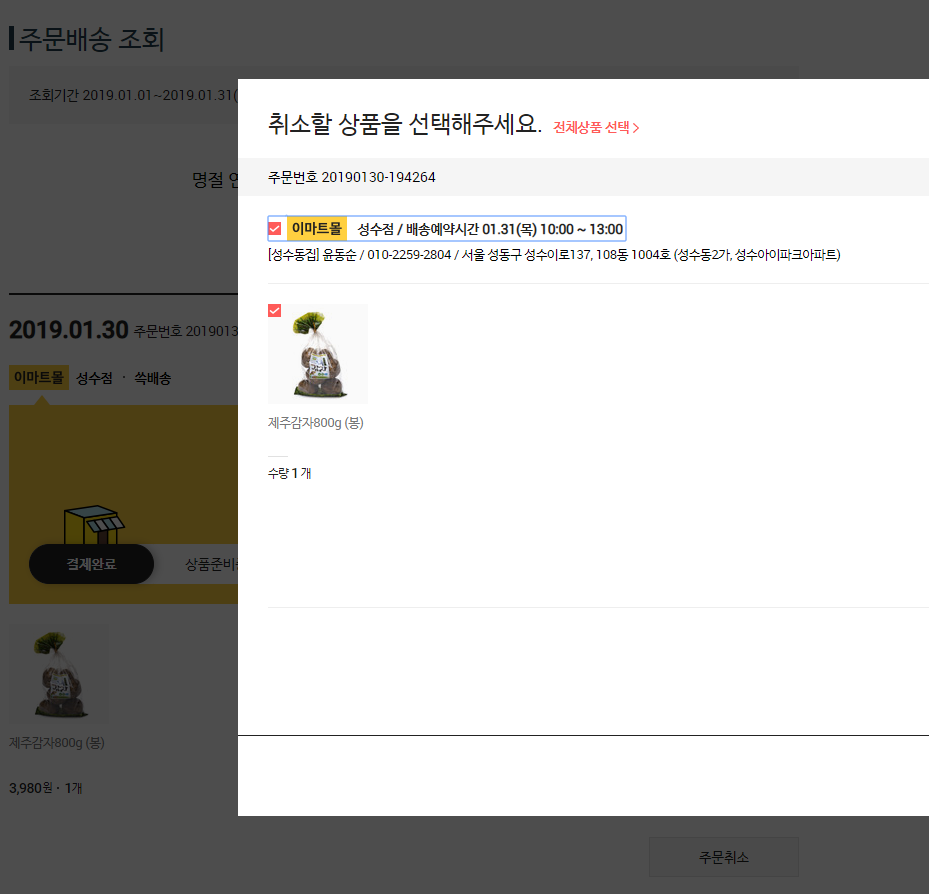 주문배송 조회
조회기간 2019.01.01~2019.01.31(
명절
취소할 상품을 선택해주세요. 전체상품 선택 >
주문번호 20190130-194264
이마트몰 성수점 / 배송예약시간 01.31(목) 10:00 ~ 13:00
[성수동집] 윤동순 / 010-2259-2804 / 서울 성동구 성수이로137, 108동 1004호 (성수동2가, 성수아이파크아파트)
제주감자800g (봉)
수량 1 개
2019.01.30 주문번호 2019013
이마트몰 성수점 · 쓱배송
결제완료 상품준비
제주감자800g (봉)
3,980원 · 1개
주문취소